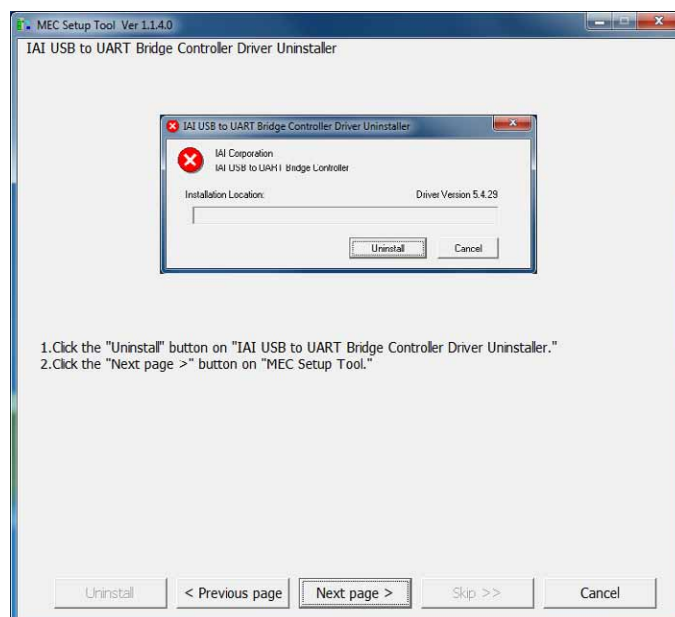 MEC Setup Tool Ver 1.1.4.0
IAI USB to UART Bridge Controller Driver Uninstaller
IAI USB to UART Bridge Controller Driver Uninstaller
IAI Corporation
IAI USB to UART Bridge Controller
Installation Location: Driver Version 5.4.29
Uninstall Cancel
1.Click the "Uninstall" button on "IAI USB to UART Bridge Controller Driver Uninstaller."
2.Click the "Next page >" button on "MEC Setup Tool."
Uninstall < Previous page Next page > Skip >> Cancel